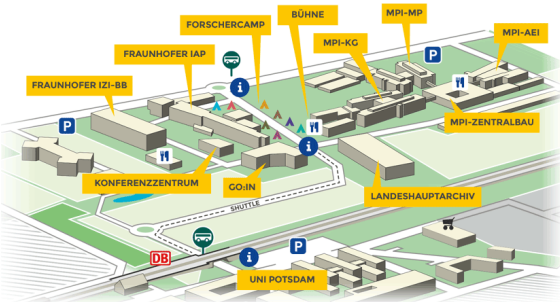 BÜHNE
MPI-MP
FORSCHERCAMP
MPI-AEI
MPI-KG
FRAUNHOFER IAP
FRAUNHOFER IZI-BB
P
i
P
MPI-ZENTRALBAU
i
KONFERENZZENTRUM
GO:IN
LANDESHAUPTARCHIV
SHUTTLE
DB
i
P
UNI POTSDAM